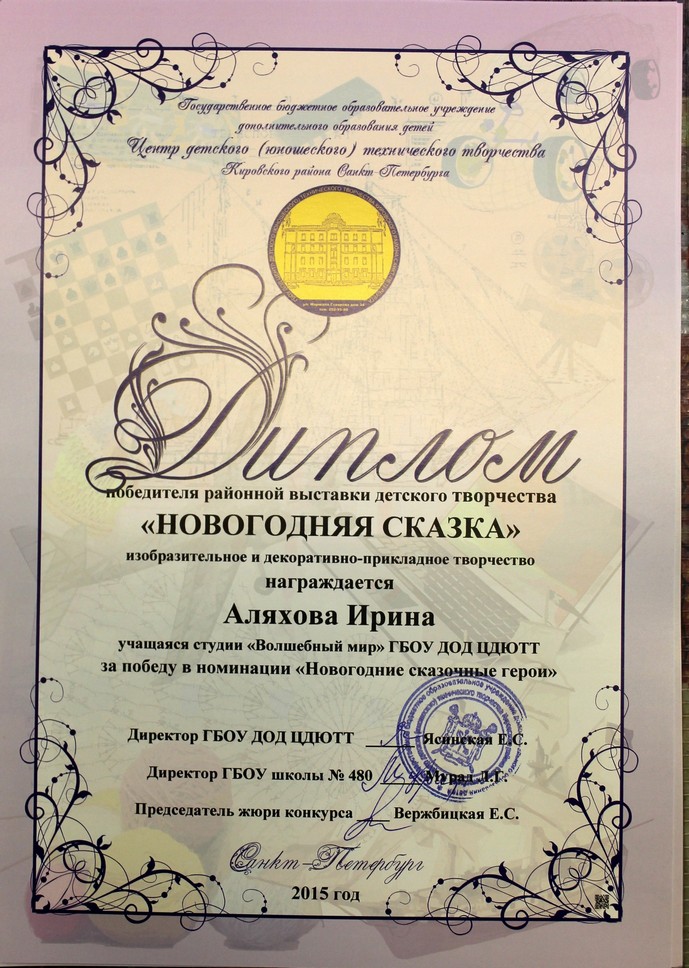 Государственное бюджетное образовательное учреждение
дополнительного образования детей
Центр детского (юношеского) технического творчества
Кировского района Санкт-Петербурга
Диплом
победителя районной выставки детского творчества
«НОВОГОДНЯЯ СКАЗКА»
изобразительное и декоративно-прикладное творчество
награждается
Аляхова Ирина
учащаяся студии «Волшебный мир» ГБОУ ДОД ЦДЮТТ
за победу в номинации «Новогодние сказочные герои»
Директор ГБОУ ДОД ЦДЮТТ Ясинская Е.С.
Директор ГБОУ школы № 480 Мурад Д.Г.
Председатель жюри конкурса Вержбицкая Е.С.
Санкт-Петербург
2015 год